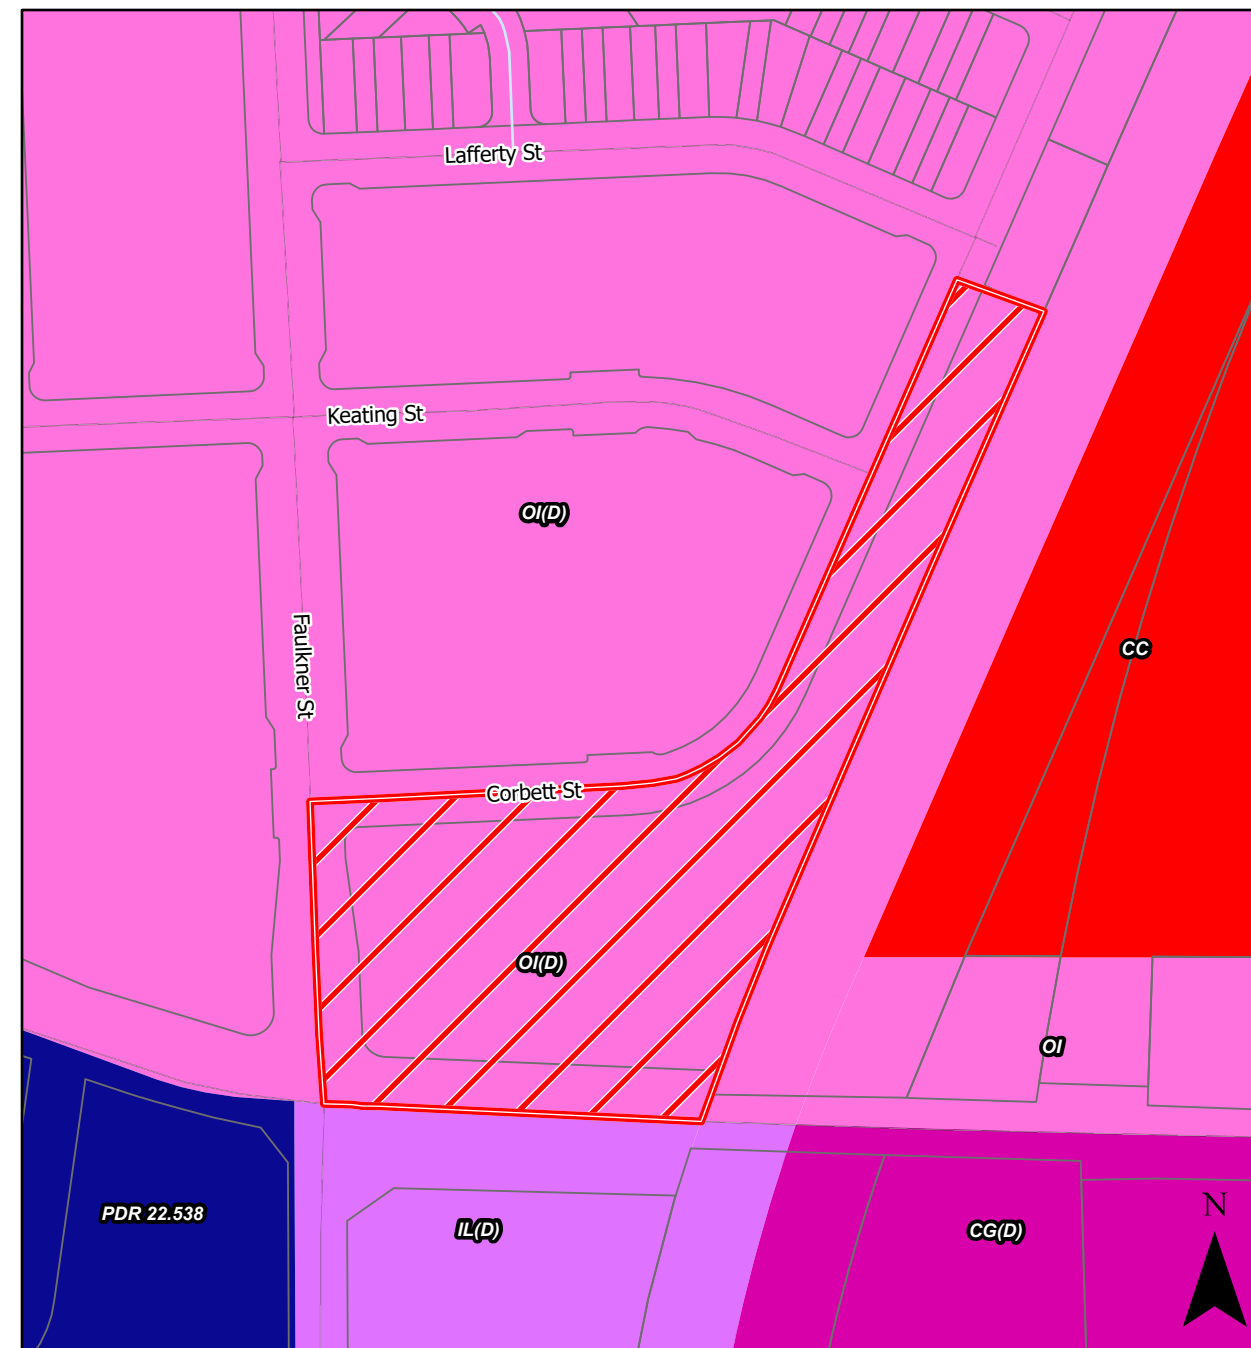 Lafferty St
Keating St
OI(D)
Faulkner St
CC
Corbett St
OI(D)
OI
PDR 22.538
IL(D)
CG(D)
N